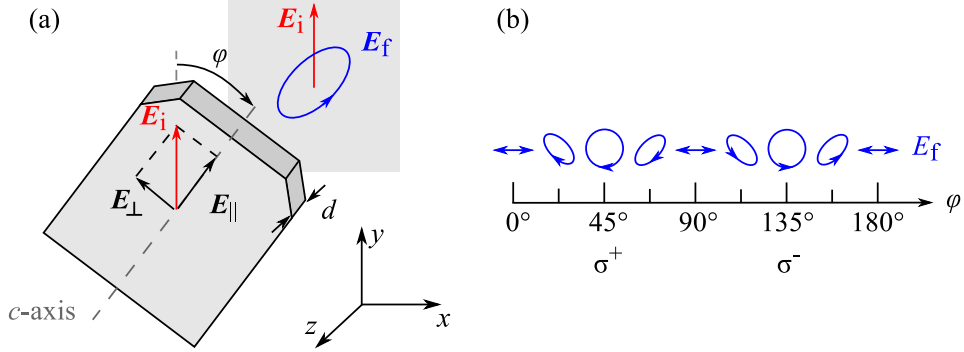 (a)
E_i
E_f
φ
E_i
E_⊥
E_||
d
c-axis
y
x
z
(b)
E_f
0° 45° 90° 135° 180° φ
σ⁺ σ⁻